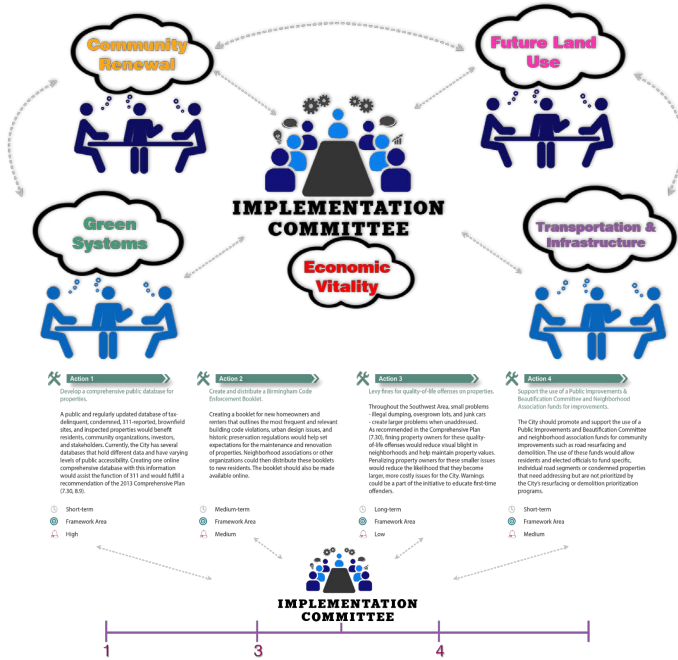 Community
Renewal
Future Land
Use
IMPLEMENTATION
COMMITTEE
Green
Systems
Transportation &
Infrastructure
Economic
Vitality
Action 1
Develop a comprehensive public database for
properties.
A public and regularly updated database of tax-
delinquent, condemned, 311-reported, brownfield
sites, and inspected properties would benefit
residents, community organizations, investors,
and stakeholders. Currently, the City has several
databases that hold different data and have varying
levels of public accessibility. Creating one online
comprehensive database with this information
would assist the function of 311 and would fulfill a
recommendation of the 2013 Comprehensive Plan
(7.30, 8.9).
Short-term
Framework Area
High
Action 2
Create and distribute a Birmingham Code
Enforcement Booklet.
Creating a booklet for new homeowners and
renters that outlines the most frequent and relevant
building code violations, urban design issues, and
historic preservation regulations would help set
expectations for the maintenance and renovation
of properties. Neighborhood associations or other
organizations could then distribute these booklets
to new residents. The booklet should also be made
available online.
Medium-term
Framework Area
Medium
Action 3
Levy fines for quality-of-life offenses on properties.
Throughout the Southwest Area, small problems
- illegal dumping, overgrown lots, and junk cars
- create larger problems when unaddressed.
As recommended in the Comprehensive Plan
(7.30), fining property owners for these quality-
of-life offenses would reduce visual blight in
neighborhoods and help maintain property values.
Penalizing property owners for these smaller issues
would reduce the likelihood that they become
larger, more-costly issues for the City. Warnings
could be a part of the initiative to educate first-time
offenders.
Long-term
Framework Area
Low
Action 4
Support the use of a Public Improvements &
Beautification Committee and Neighborhood
Association funds for improvements.
The City should promote and support the use of a
Public Improvements and Beautification Committee
and neighborhood association funds for community
improvements such as road resurfacing and
demolition. The use of these funds would allow
residents and elected officials to fund specific,
individual road segments or condemned properties
that need addressing but are not prioritized by
the City's resurfacing or demolition prioritization
programs.
Short-term
Framework Area
Medium
IMPLEMENTATION
COMMITTEE
1
3
4